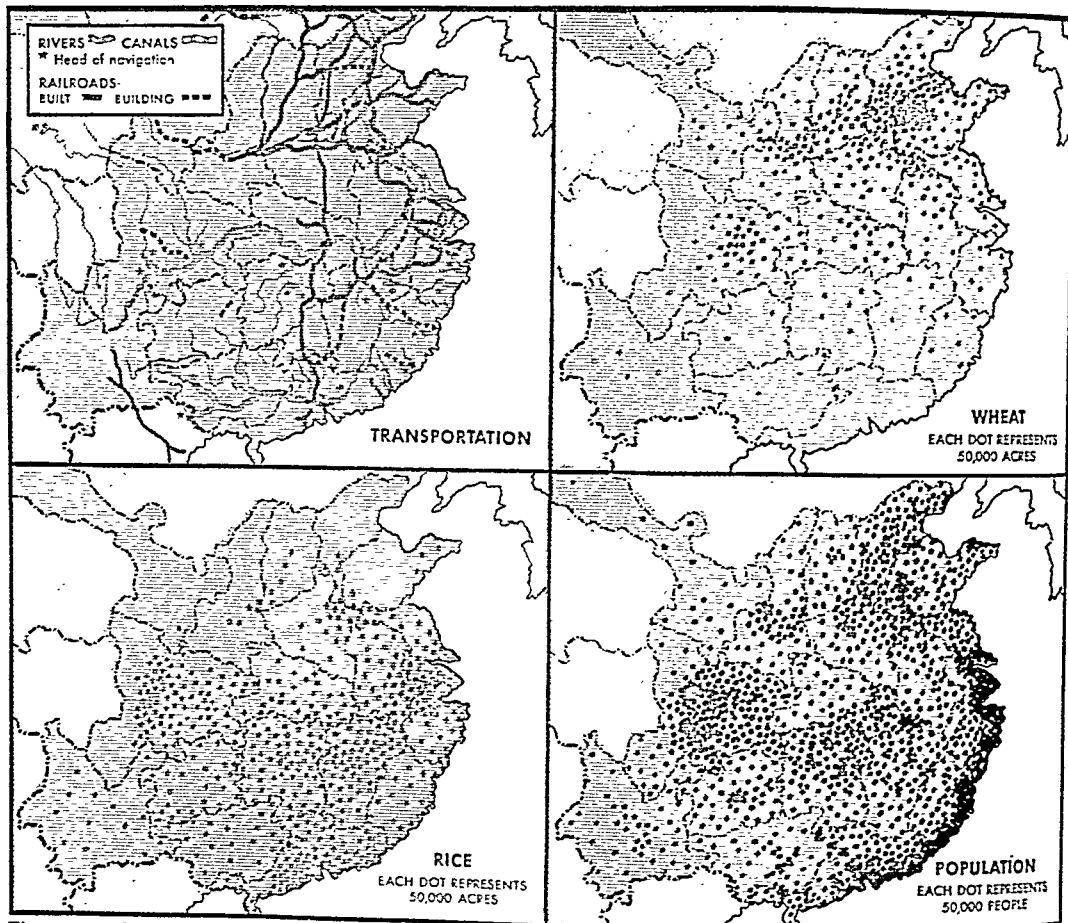 RIVERS CANALS
Head of navigation
RAILROADS-
BUILT BUILDING
TRANSPORTATION
WHEAT
EACH DOT REPRESENTS
50,000 ACRES
RICE
EACH DOT REPRESENTS
50,000 ACRES
POPULATION
EACH DOT REPRESENTS
50,000 PEOPLE